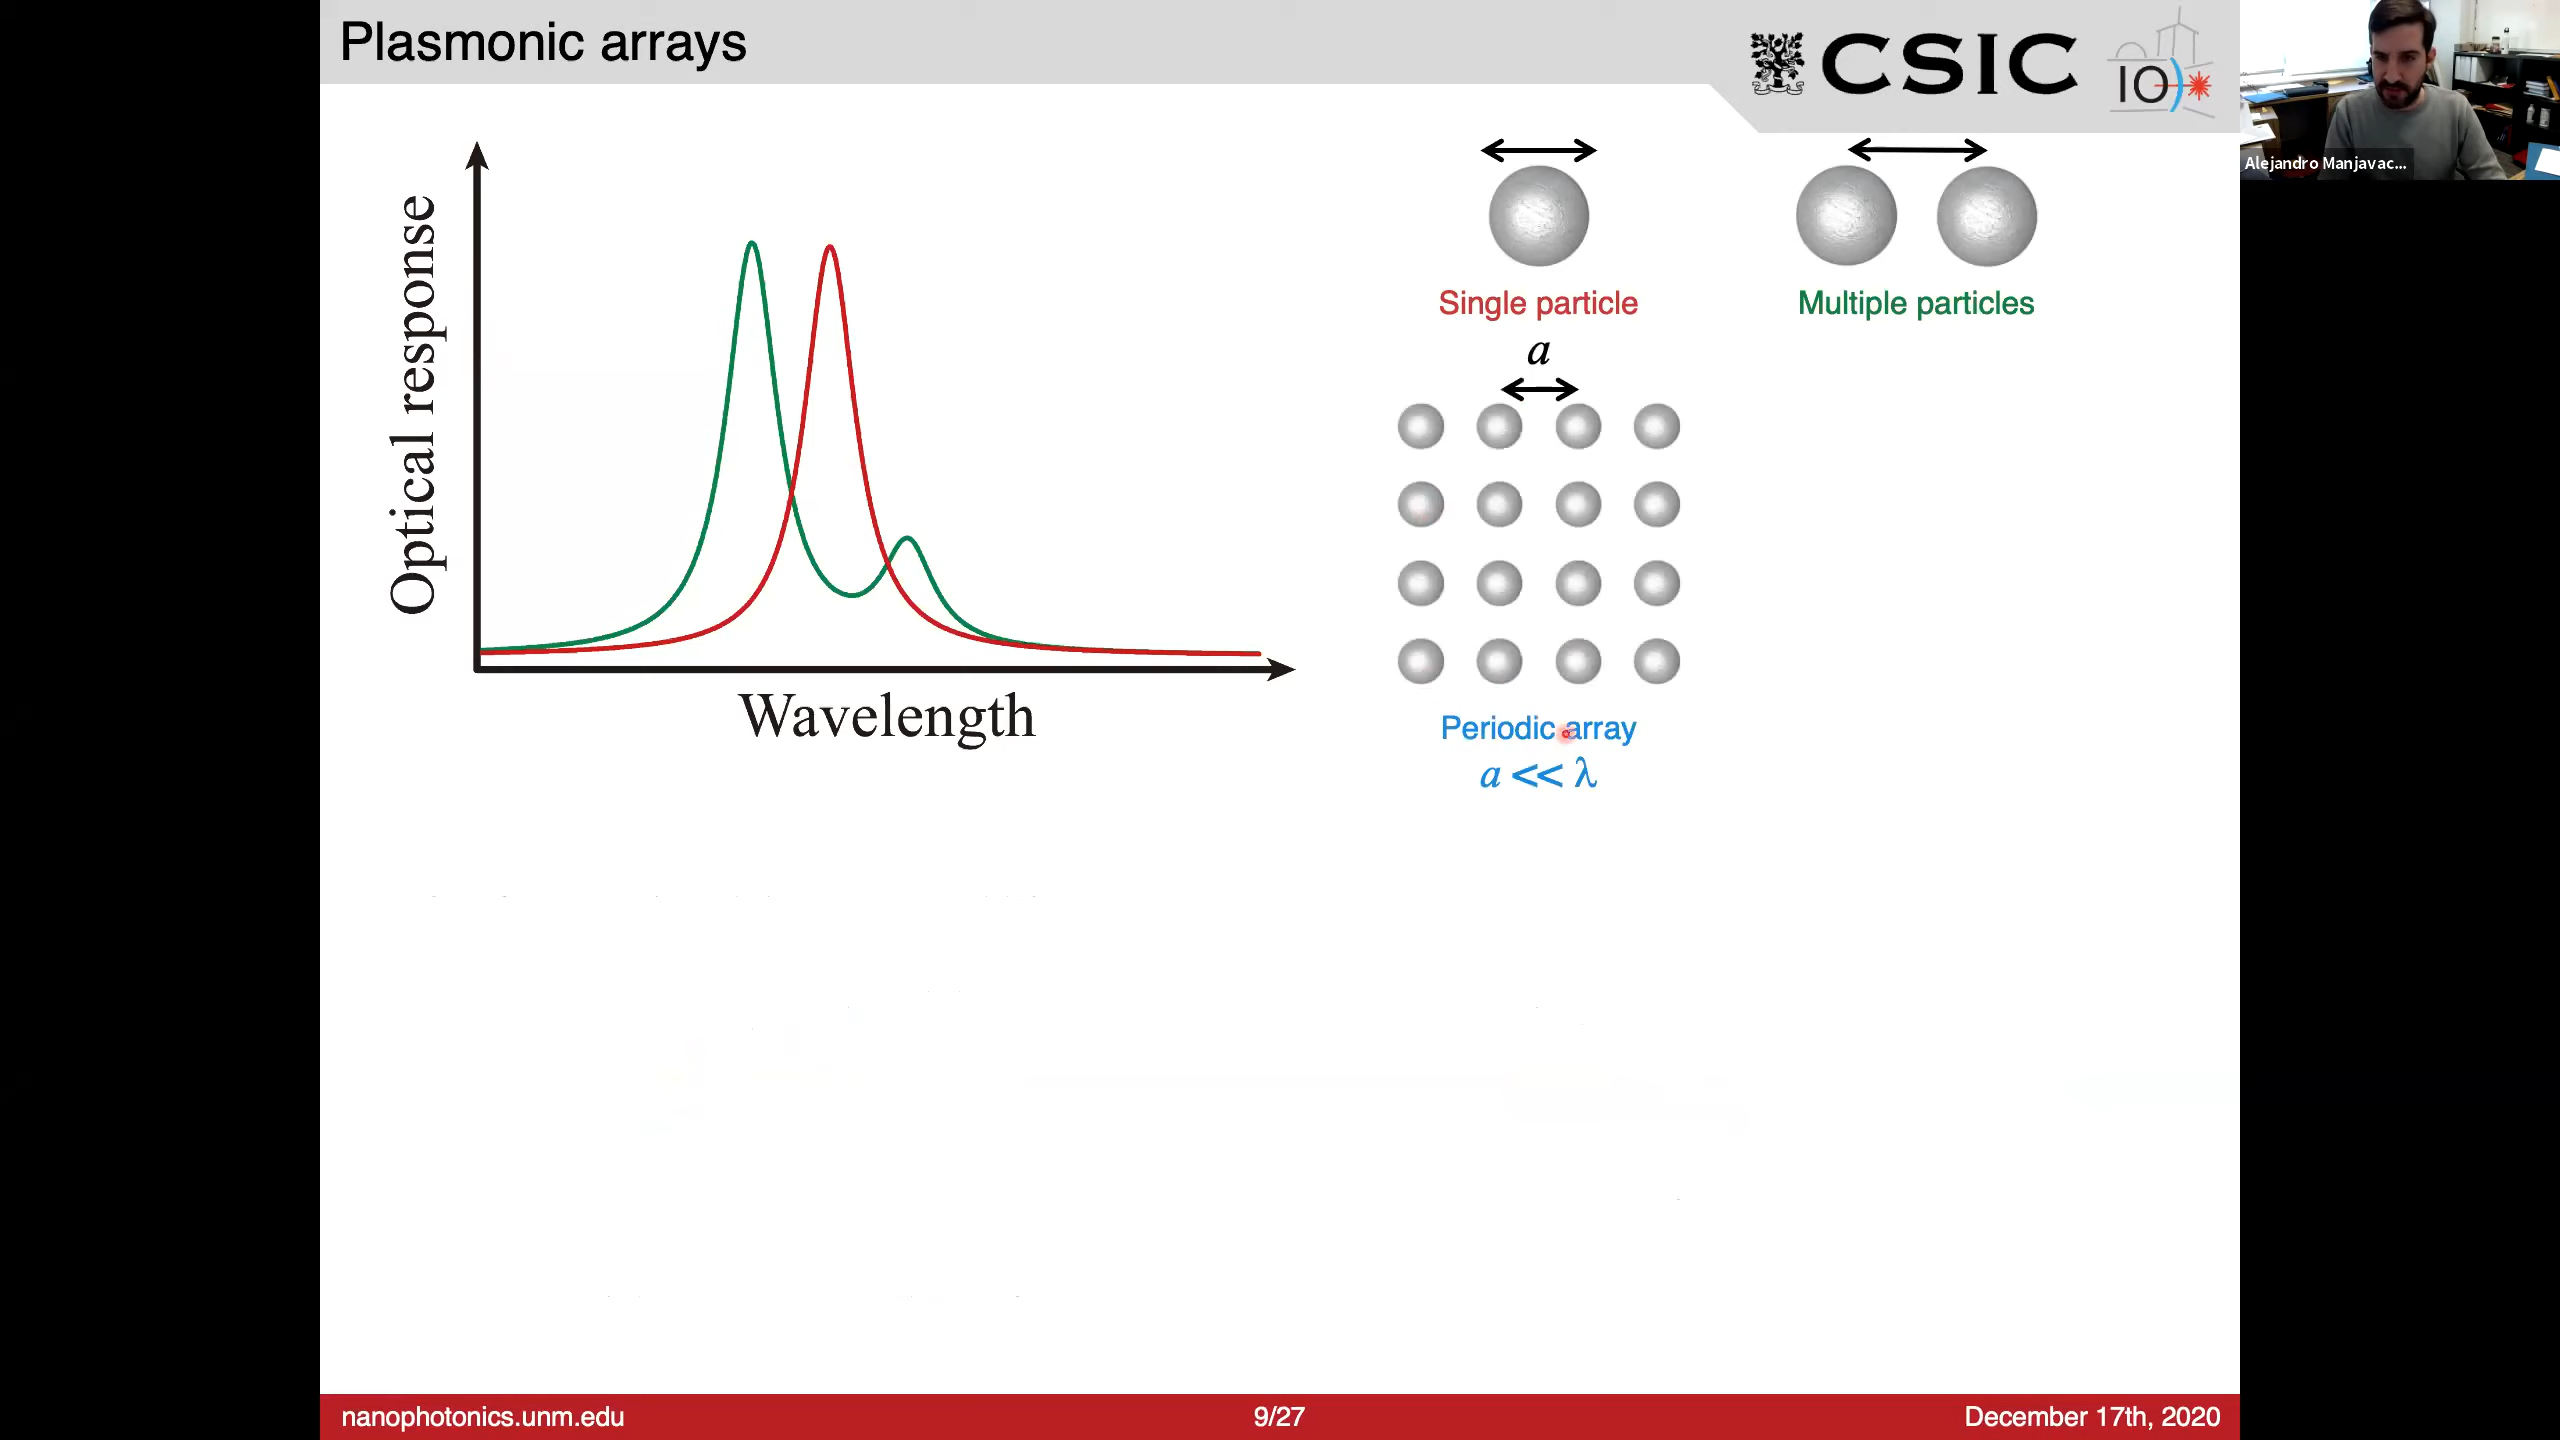 Plasmonic arrays
CSIC
IO
Alejandro Manjavac...
Optical response
Wavelength
Single particle
Multiple particles
a
Periodic array
a << λ
nanophotonics.unm.edu
9/27
December 17th, 2020